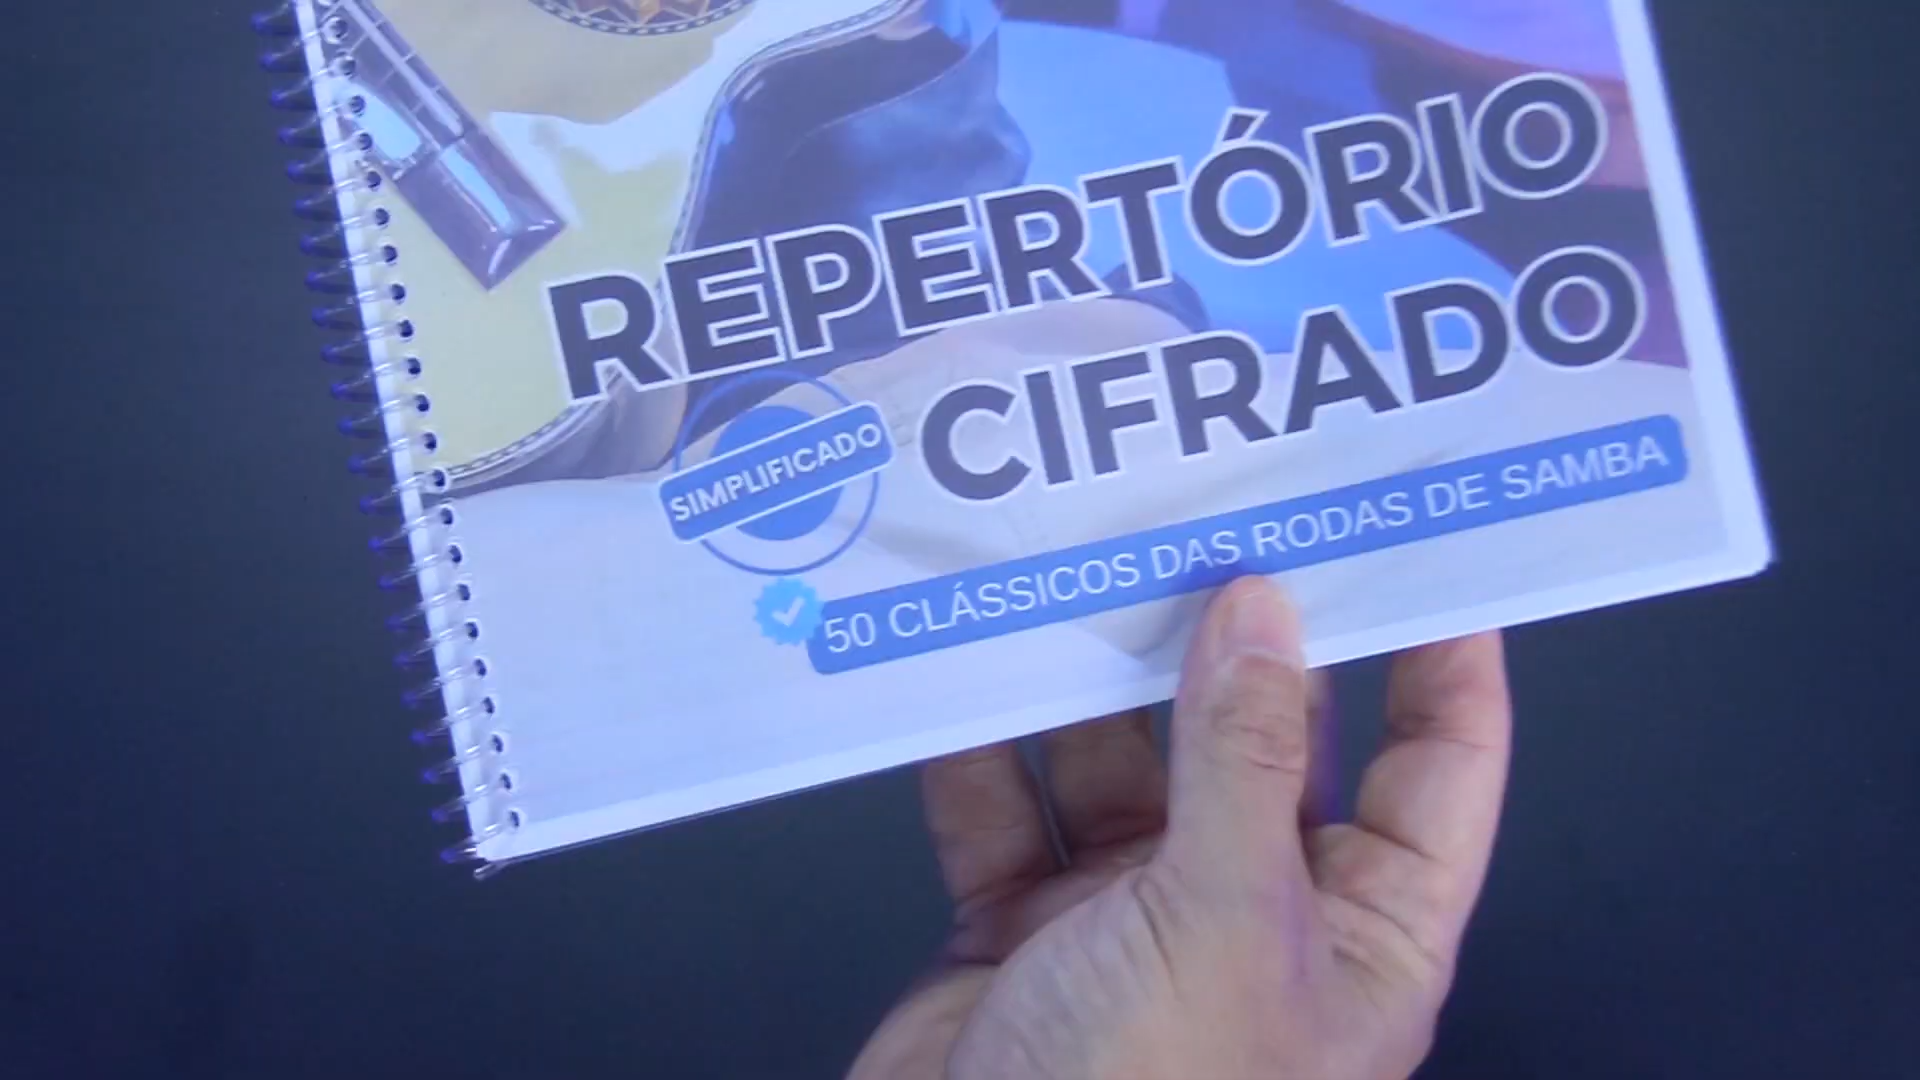 REPERTÓRIO
CIFRADO
SIMPLIFICADO
50 CLÁSSICOS DAS RODAS DE SAMBA